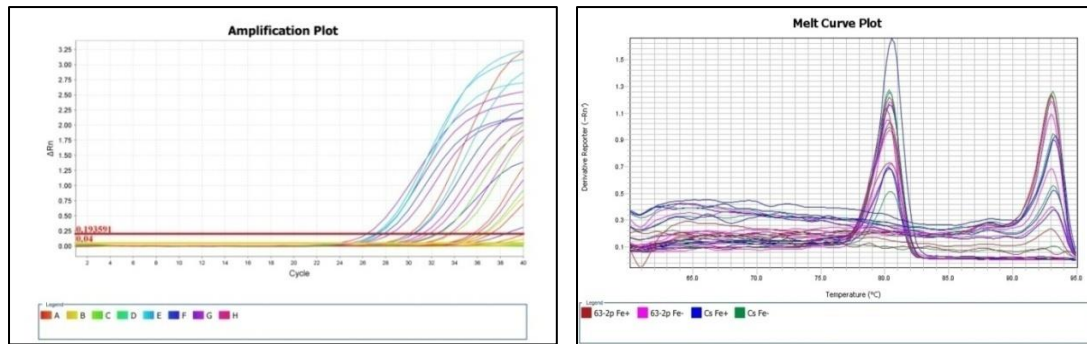 Amplification Plot
3.25
3.00
2.75
2.50
2.25
2.00
1.75
1.50
1.25
1.00
0.75
0.50
0.25
0.00
ΔRn
0.193591
0.04
2 4 6 8 10 12 14 16 18 20 22 24 26 28 30 32 34 36 38 40
Cycle
Legend
A B C D E F G H
Melt Curve Plot
1.5
1.3
1.1
0.9
0.7
0.5
0.3
0.1
Derivative Reporter (-Rn')
65.0 70.0 75.0 80.0 85.0 90.0 95.0
Temperature (°C)
Legend
63-2p Fe+ 63-2p Fe- Cs Fe+ Cs Fe-